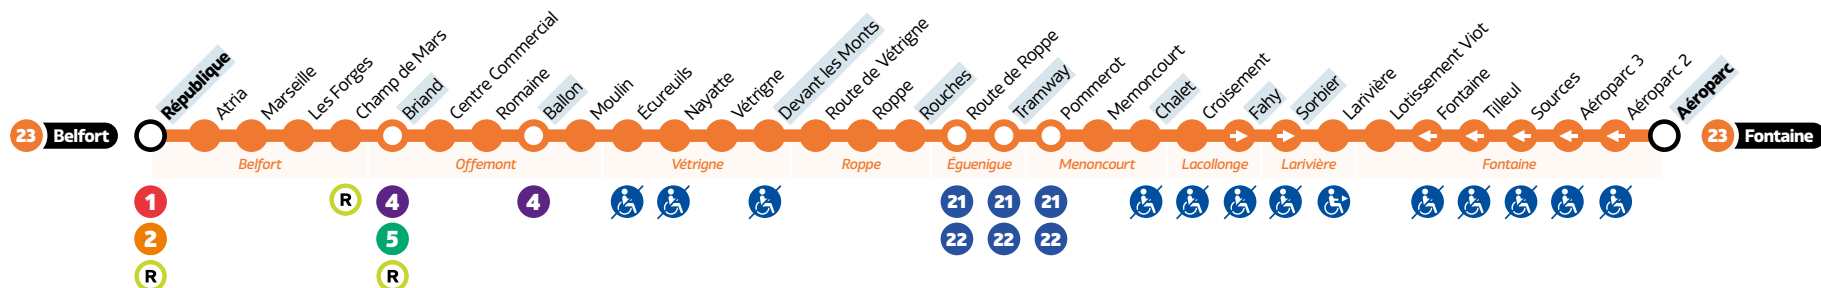 République
Atria
Marseille
Les Forges
Champ de Mars
Briand
Centre Commercial
Romaine
Ballon
Moulin
Écureuils
Nayatte
Vétrigne
Devant les Monts
Route de Vétrigne
Roppe
Rouches
Route de Roppe
Tramway
Pommerot
Memoncourt
Chalet
Croisement
Fahy
Sorbier
Larivière
Lotissement Viot
Fontaine
Tilleul
Sources
Aéroparc 3
Aéroparc 2
Aéroparc
23 Belfort
23 Fontaine
Belfort
Offemont
Vétrigne
Roppe
Éguenigue
Menoncourt
Lacollonge
Larivière
Fontaine
1 R 4 4 21 21 21
2 5 22 22 22
R R